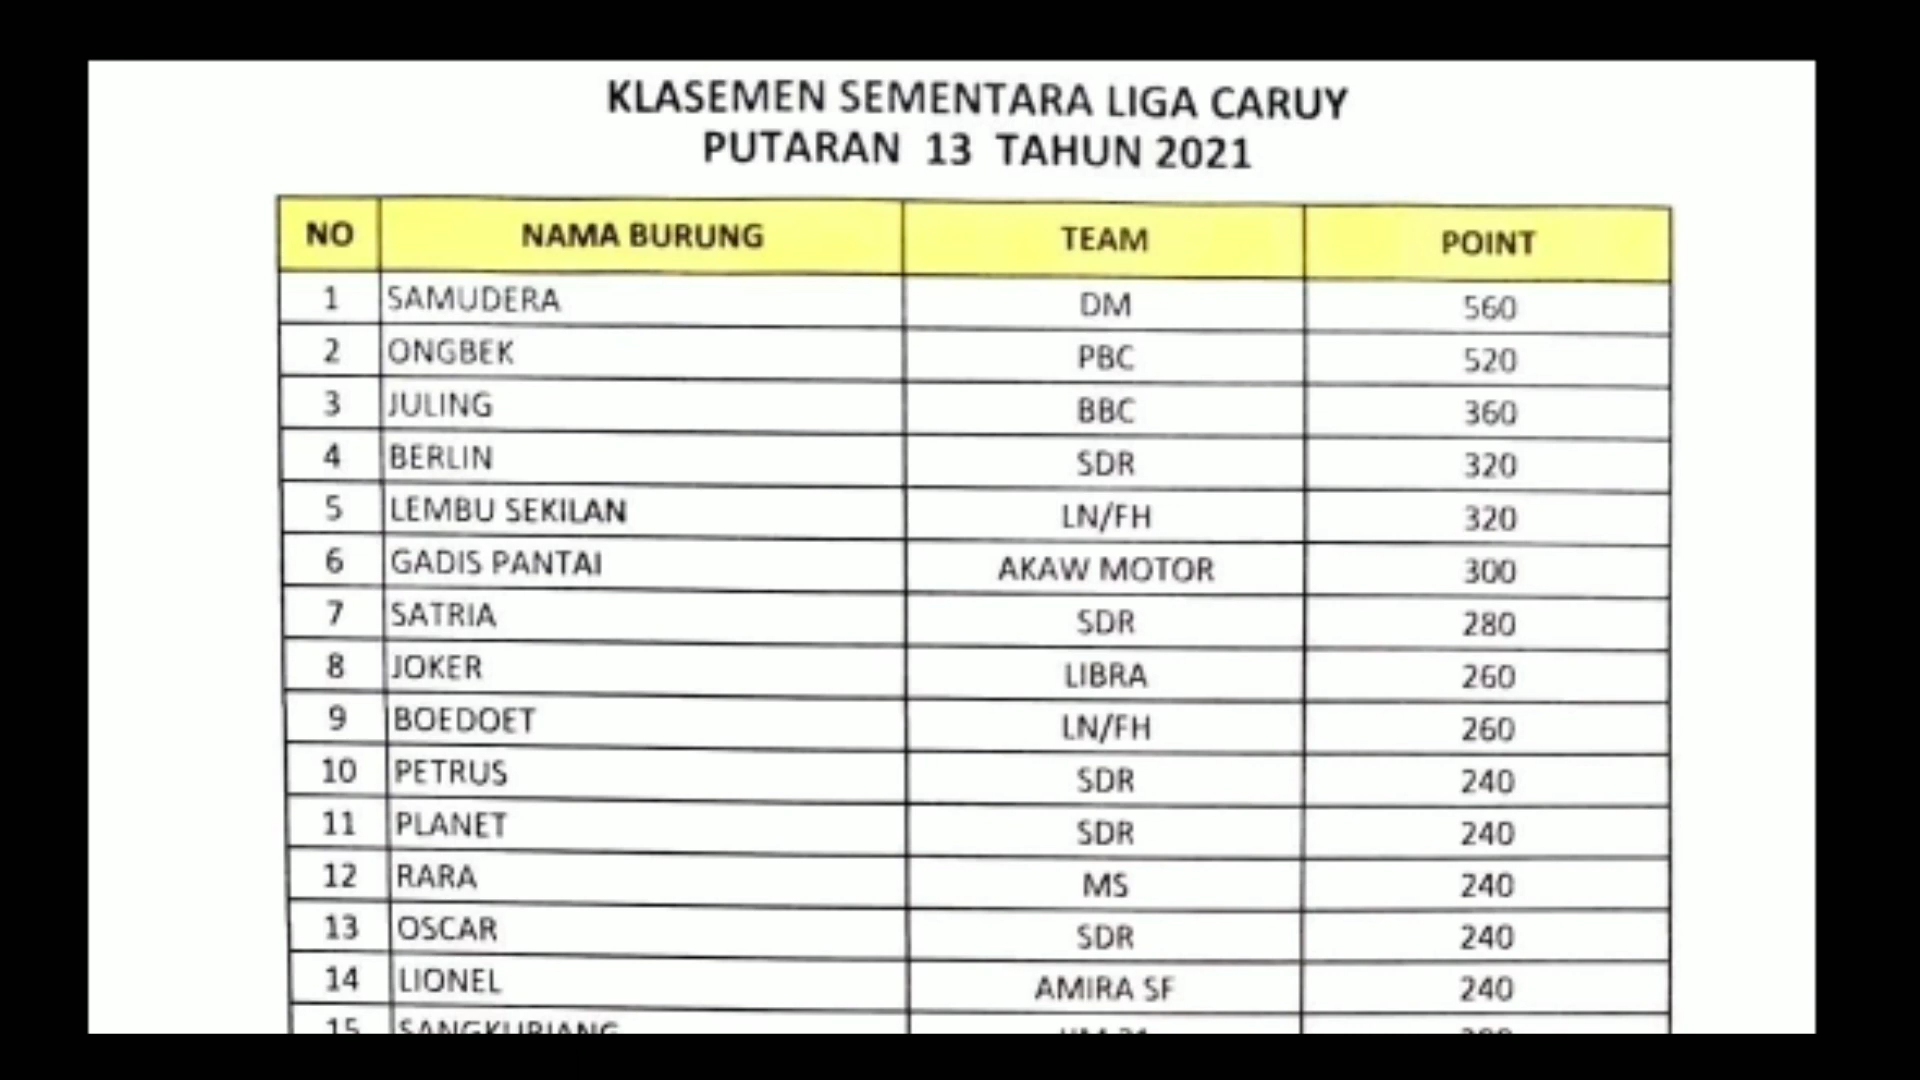 KLASEMEN SEMENTARA LIGA CARUY
PUTARAN 13 TAHUN 2021
NO NAMA BURUNG TEAM POINT
1 SAMUDERA DM 560
2 ONGBEK PBC 520
3 JULING BBC 360
4 BERLIN SDR 320
5 LEMBU SEKILAN LN/FH 320
6 GADIS PANTAI AKAW MOTOR 300
7 SATRIA SDR 280
8 JOKER LIBRA 260
9 BOEDOET LN/FH 260
10 PETRUS SDR 240
11 PLANET SDR 240
12 RARA MS 240
13 OSCAR SDR 240
14 LIONEL AMIRA SF 240
15 SANGKURIANG